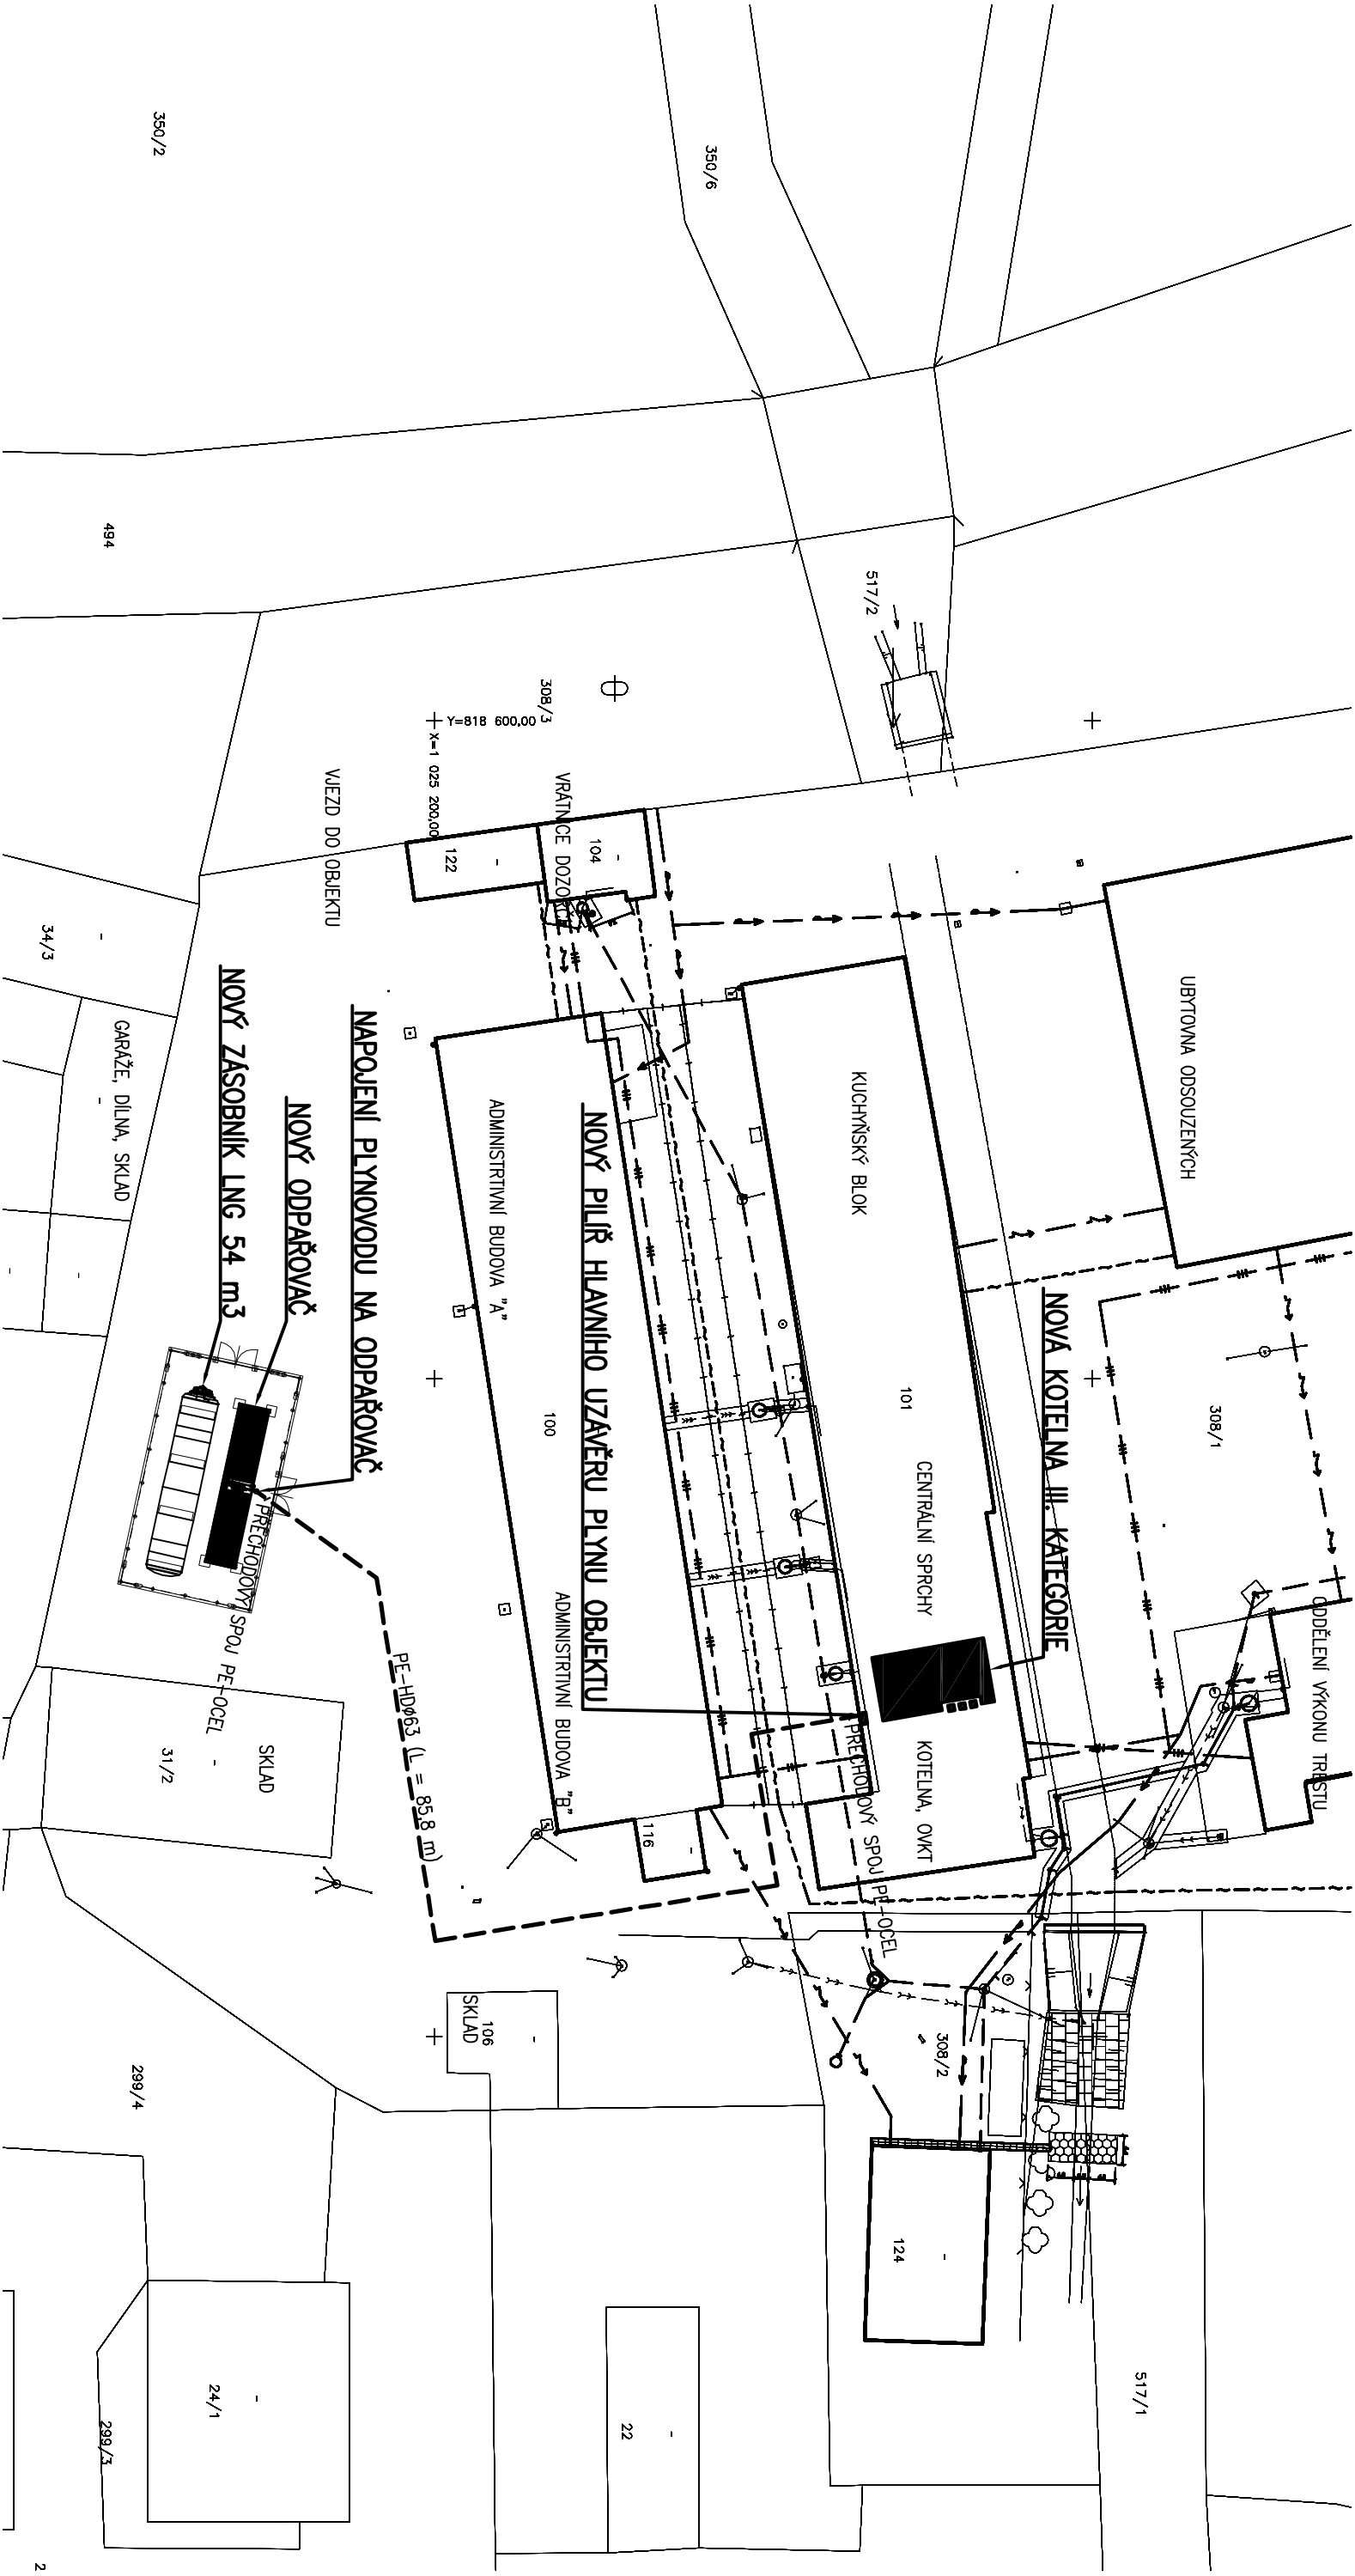 350/2
350/6
494
517/2
308/3
Y=818 600,00
X=1 025 200,00
VJEZD DO OBJEKTU
VRÁTNICE DOZORČÍ
122
104
34/3
GARÁŽE, DÍLNA, SKLAD
NOVÝ ZÁSOBNÍK LNG 54 m3
NOVÝ ODPAŘOVAČ
NAPOJENÍ PLYNOVODU NA ODPAŘOVAČ
ADMINISTRTIVNÍ BUDOVA "A"
100
ADMINISTRTIVNÍ BUDOVA "B"
NOVÝ PILÍŘ HLAVNÍHO UZÁVĚRU PLYNU OBJEKTU
KUCHYŇSKÝ BLOK
101
CENTRÁLNÍ SPRCHY
KOTELNA, OVKT
NOVÁ KOTELNA III. KATEGORIE
UBYTOVNA ODSOUZENÝCH
308/1
ODDĚLENÍ VÝKONU TRESTU
PŘECHODOVÝ SPOJ PE-OCEL
PŘECHODOVÝ SPOJ PE-OCEL
PE-HDø63 (L = 85,8 m)
SKLAD
31/2
116
106
SKLAD
308/2
299/4
124
24/1
299/3
22
517/1
2